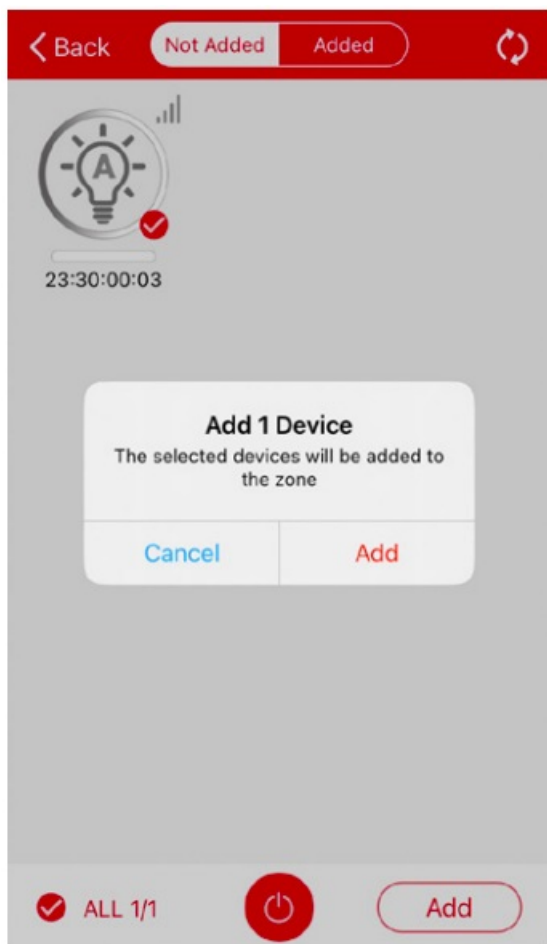 Back
Not Added
Added
A
23:30:00:03
Add 1 Device
The selected devices will be added to
the zone
Cancel
Add
ALL 1/1
Add